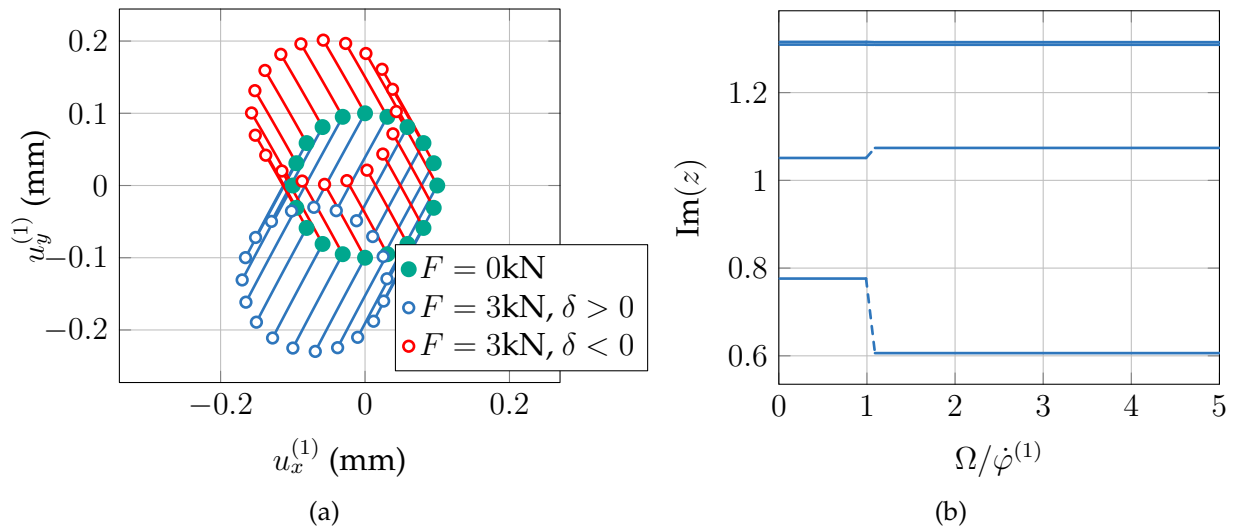 0.2
0.1
0
−0.1
−0.2
u_y^{(1)} (mm)
F = 0kN
F = 3kN, δ > 0
F = 3kN, δ < 0
−0.2 0 0.2
u_x^{(1)} (mm)
(a)
1.2
1
0.8
0.6
Im(z)
0 1 2 3 4 5
Ω/φ̇^{(1)}
(b)